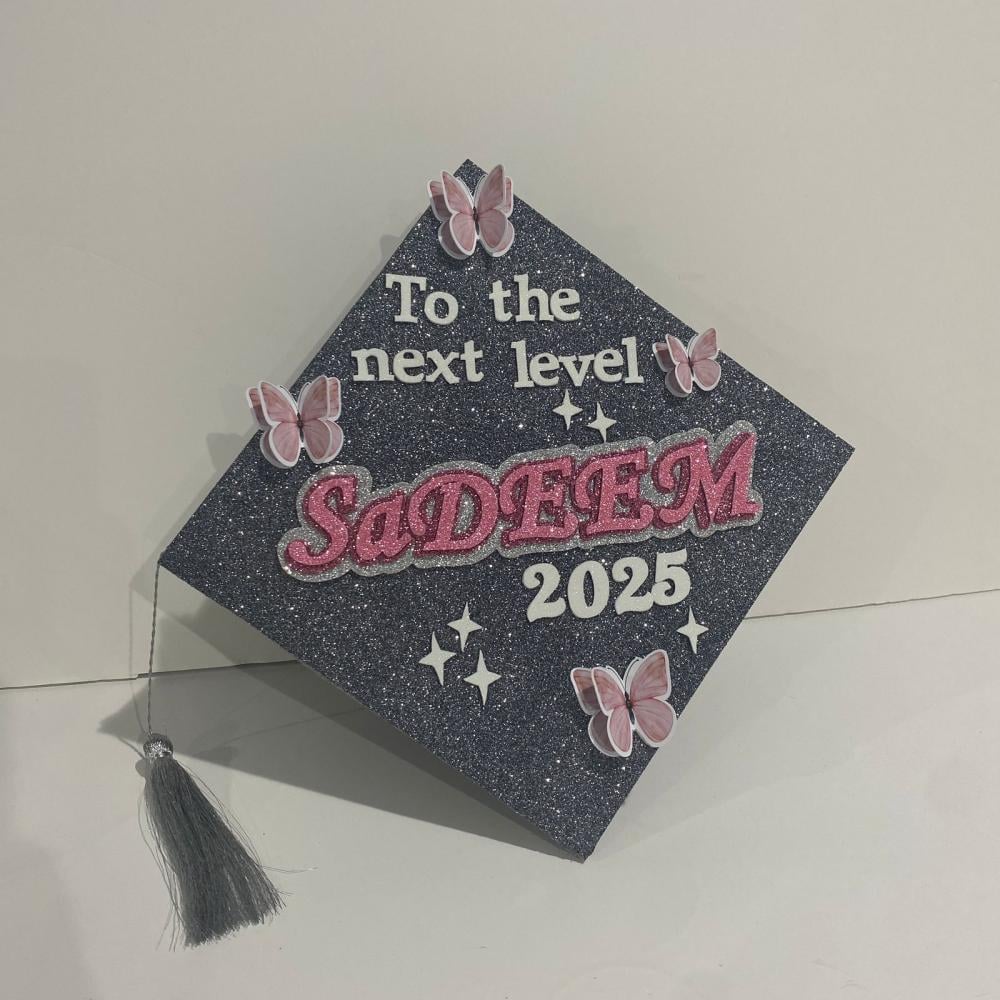 To the
next level
SaDEEM
2025